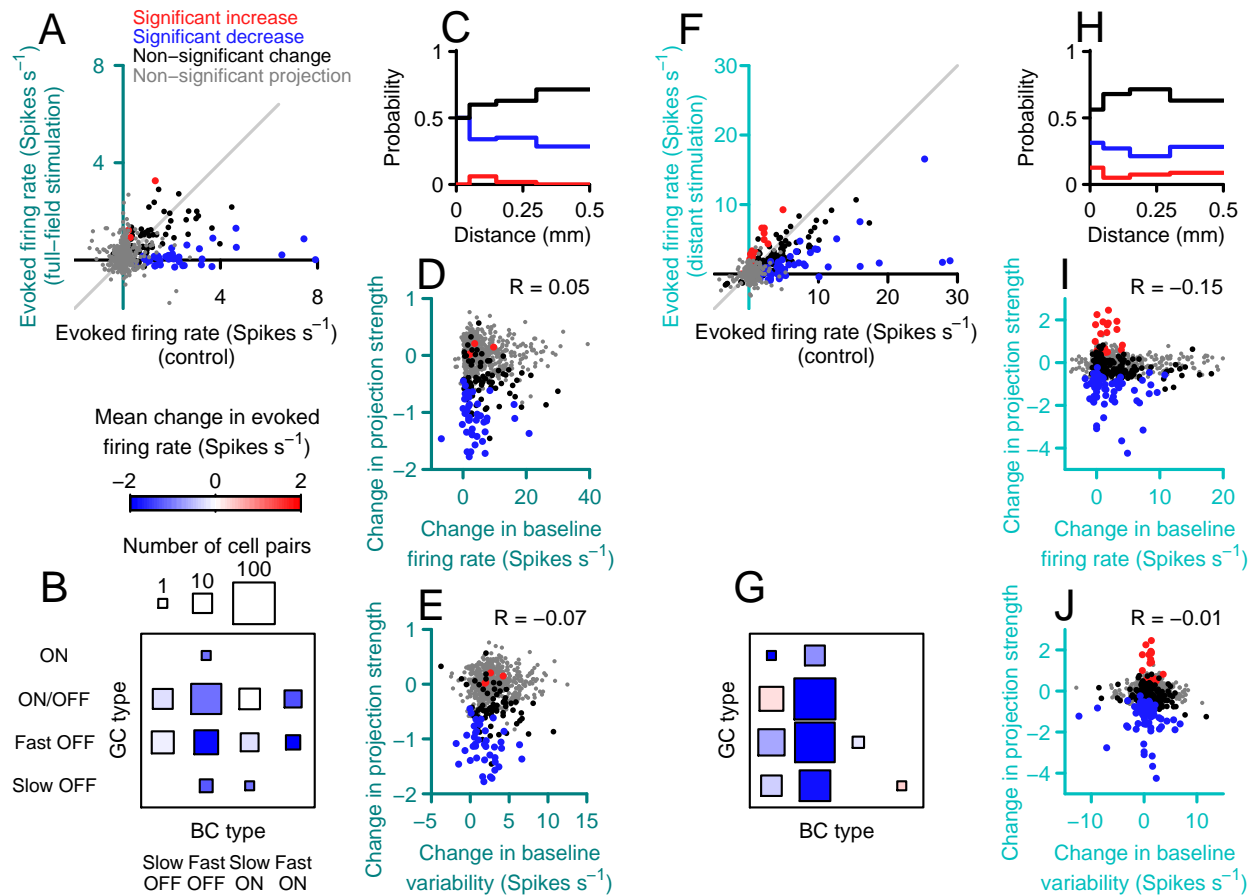 A
Significant increase
Significant decrease
Non−significant change
Non−significant projection
Evoked firing rate (Spikes s−1)
(full−field stimulation)
8
4
4
8
Evoked firing rate (Spikes s−1)
(control)
C
Probability
1
0.5
0
0
0.25
0.5
Distance (mm)
D
R = 0.05
Change in projection strength
1
0
−1
−2
0
20
40
Change in baseline
firing rate (Spikes s−1)
Mean change in evoked
firing rate (Spikes s−1)
−2
0
2
Number of cell pairs
1
10
100
B
ON
ON/OFF
Fast OFF
Slow OFF
GC type
BC type
Slow Fast Slow Fast
OFF OFF ON ON
E
R = −0.07
Change in projection strength
1
0
−1
−2
−5
0
5
10
15
Change in baseline
variability (Spikes s−1)
F
Evoked firing rate (Spikes s−1)
(distant stimulation)
30
20
10
0
0
10
20
30
Evoked firing rate (Spikes s−1)
(control)
G
GC type
BC type
H
Probability
1
0.5
0
0
0.25
0.5
Distance (mm)
I
R = −0.15
Change in projection strength
2
0
−2
−4
0
10
20
Change in baseline
firing rate (Spikes s−1)
J
R = −0.01
Change in projection strength
2
0
−2
−4
−10
0
10
Change in baseline
variability (Spikes s−1)